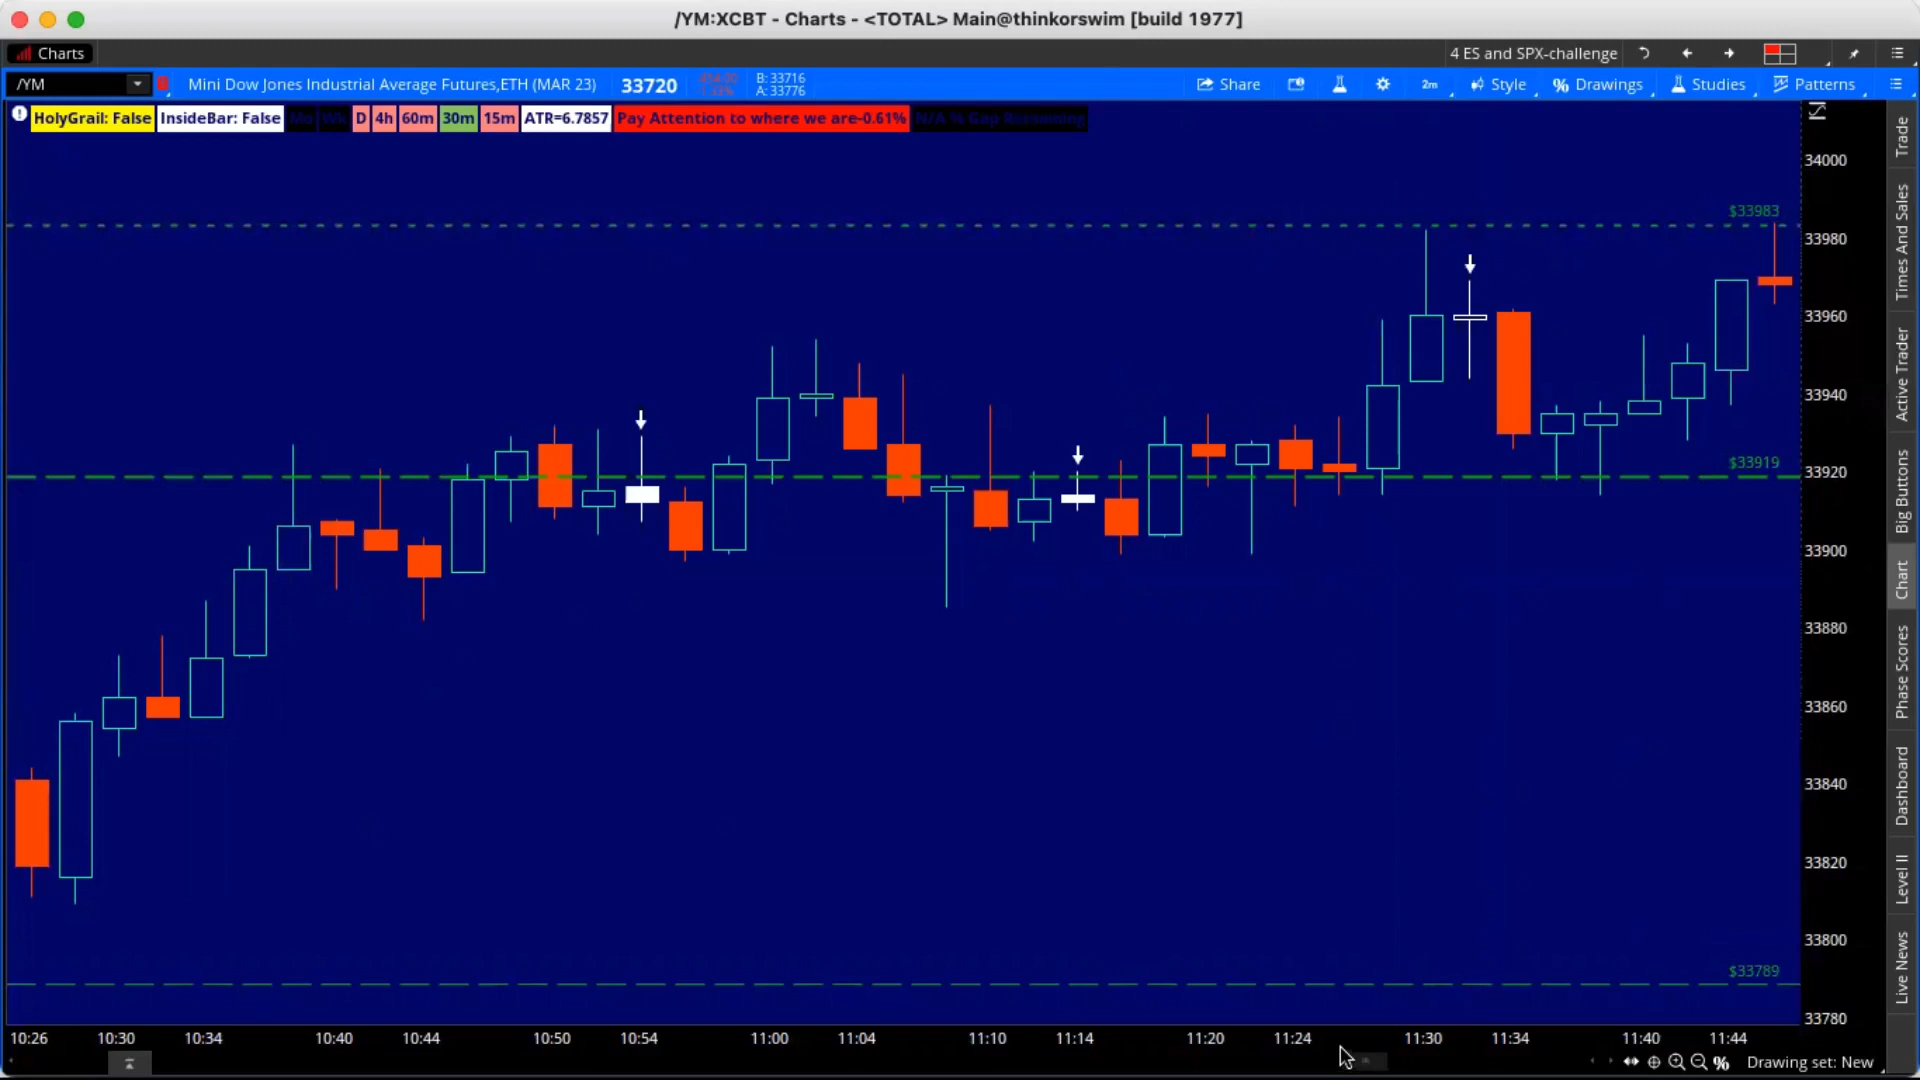 /YM:XCBT - Charts - <TOTAL> Main@thinkorswim [build 1977]
Charts
4 ES and SPX-challenge
/YM
Mini Dow Jones Industrial Average Futures,ETH (MAR 23)
33720
B: 33716
A: 33776
Share
2m
Style
% Drawings
Studies
Patterns
HolyGrail: False
InsideBar: False
Mo
Wk
D
4h
60m
30m
15m
ATR=6.7857
Pay Attention to where we are-0.61%
N/A % Gap Remaining
$33983
$33919
$33789
34000
33980
33960
33940
33920
33900
33880
33860
33840
33820
33800
33780
Trade
Times And Sales
Active Trader
Big Buttons
Chart
Phase Scores
Dashboard
Level II
Live News
10:26
10:30
10:34
10:40
10:44
10:50
10:54
11:00
11:04
11:10
11:14
11:20
11:24
11:30
11:34
11:40
11:44
%
Drawing set: New